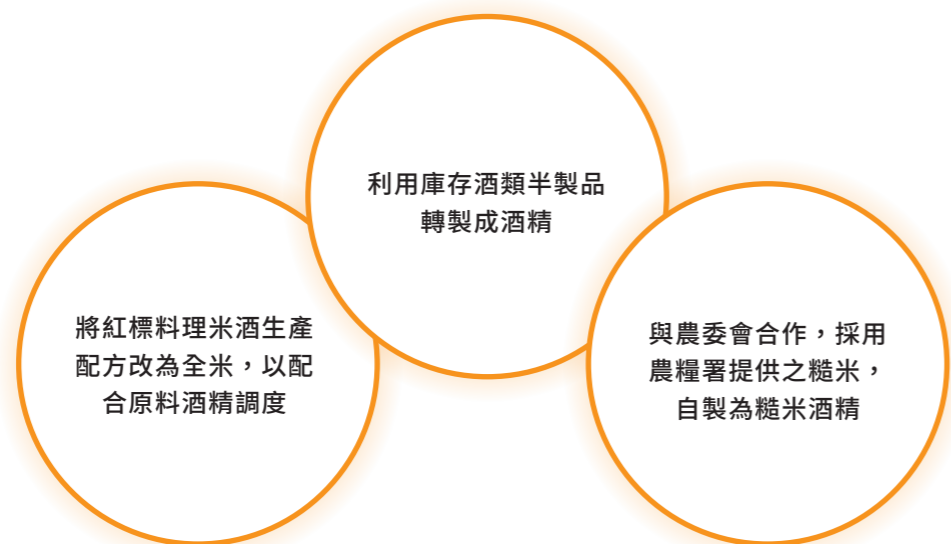 將紅標料理米酒生產
配方改為全米，以配
合原料酒精調度
利用庫存酒類半製品
轉製成酒精
與農委會合作，採用
農糧署提供之糙米，
自製為糙米酒精